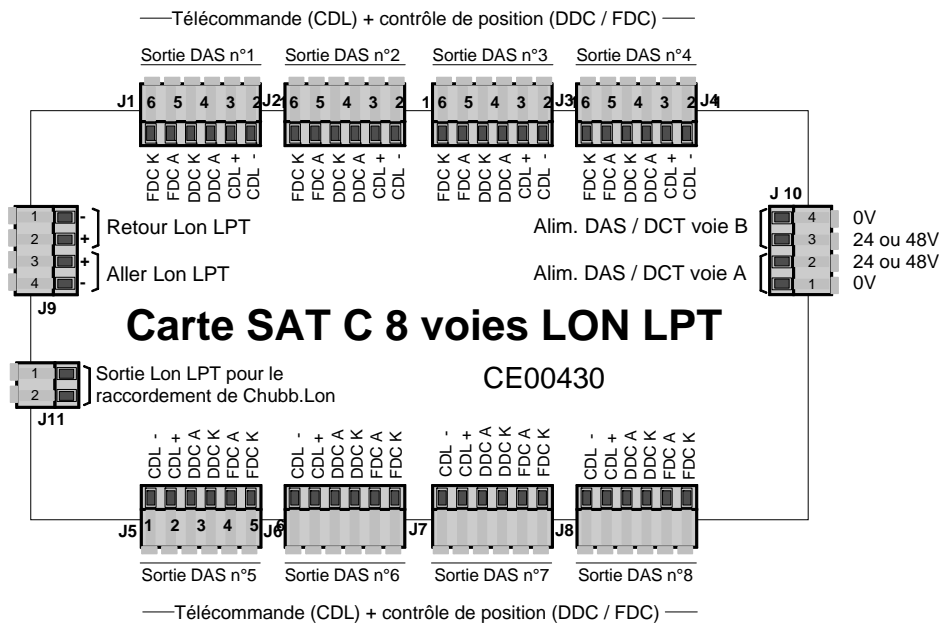 Télécommande (CDL) + contrôle de position (DDC / FDC)
Sortie DAS n°1 Sortie DAS n°2 Sortie DAS n°3 Sortie DAS n°4
J1 6 5 4 3 2 1 J2 6 5 4 3 2 1 6 5 4 3 2 1 J3 6 5 4 3 2 1 J4
FDC K FDC A DDC K DDC A CDL + CDL - FDC K FDC A DDC K DDC A CDL + CDL - FDC K FDC A DDC K DDC A CDL + CDL - FDC K FDC A DDC K DDC A CDL + CDL -
J 10
1 -
2 +
Retour Lon LPT
3 +
4 -
Aller Lon LPT
J9
Alim. DAS / DCT voie B
4 0V
3 24 ou 48V
Alim. DAS / DCT voie A
2 24 ou 48V
1 0V
Carte SAT C 8 voies LON LPT
CE00430
1
2
Sortie Lon LPT pour le
raccordement de Chubb.Lon
J11
CDL - CDL + DDC A DDC K FDC A FDC K CDL - CDL + DDC A DDC K FDC A FDC K CDL - CDL + DDC A DDC K FDC A FDC K CDL - CDL + DDC A DDC K FDC A FDC K
J5 1 2 3 4 5 6 J6 J7 J8
Sortie DAS n°5 Sortie DAS n°6 Sortie DAS n°7 Sortie DAS n°8
Télécommande (CDL) + contrôle de position (DDC / FDC)